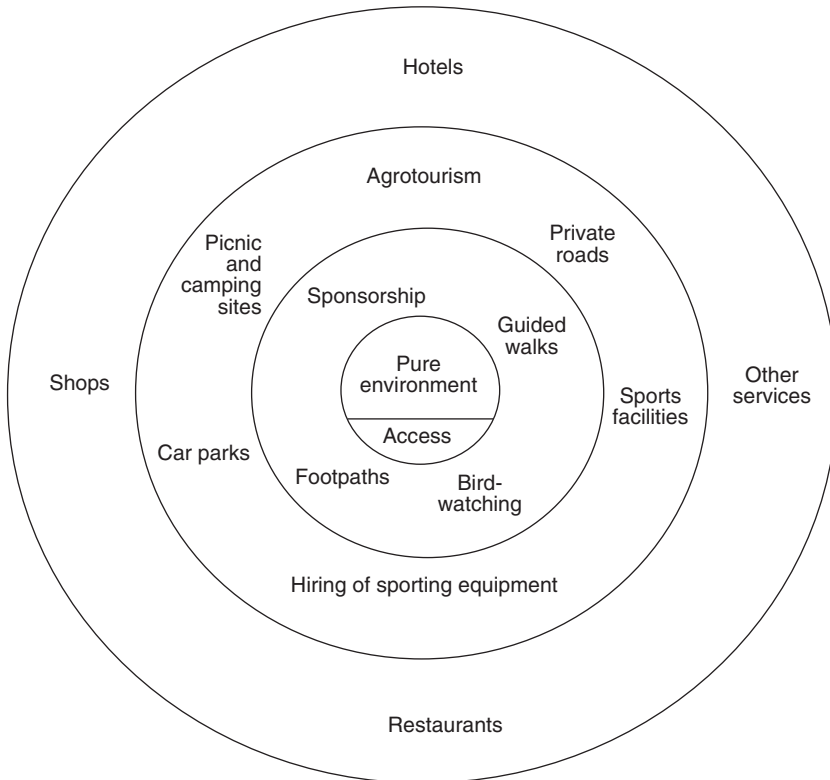 Hotels
Agrotourism
Picnic
and
camping
sites
Private
roads
Sponsorship
Guided
walks
Pure
environment
Shops
Sports
facilities
Other
services
Access
Car parks
Footpaths
Bird-
watching
Hiring of sporting equipment
Restaurants